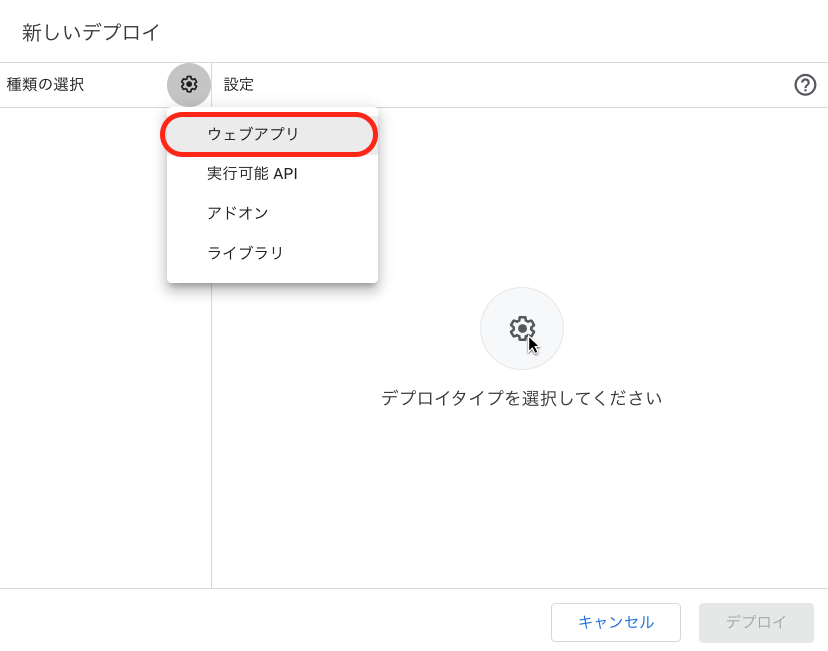 新しいデプロイ
種類の選択
設定
ウェブアプリ
実行可能 API
アドオン
ライブラリ
デプロイタイプを選択してください
キャンセル
デプロイ